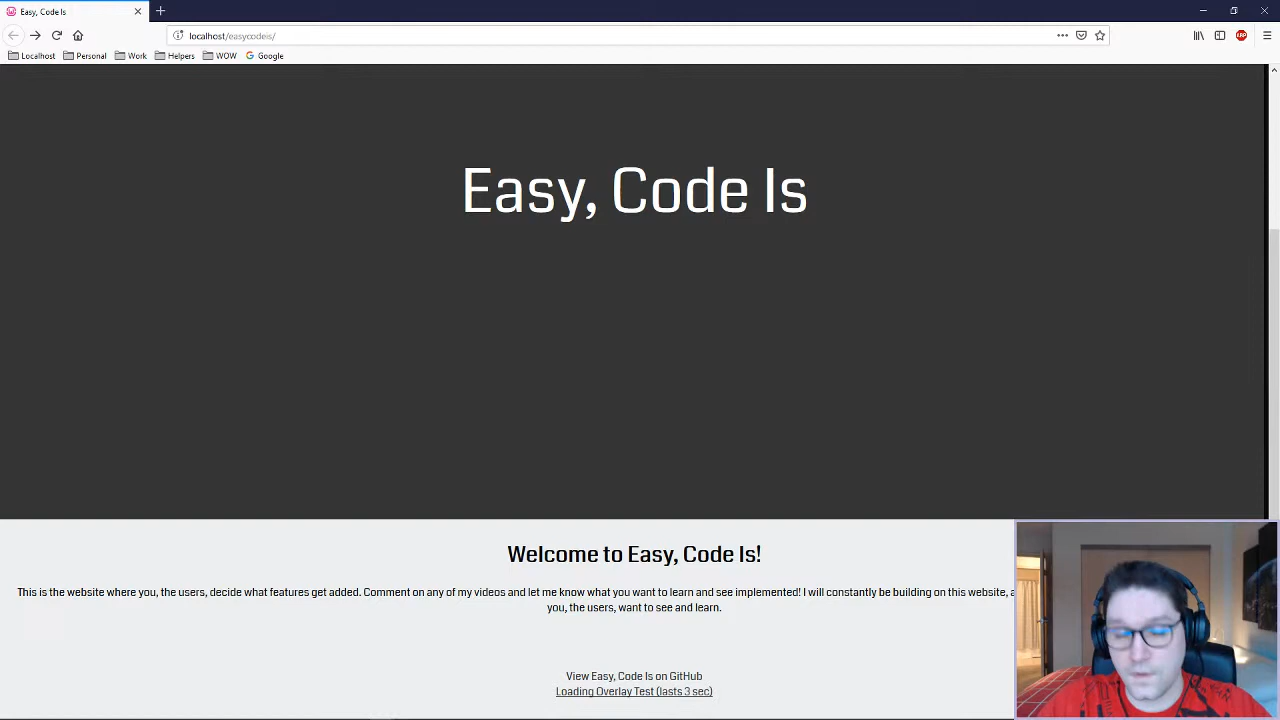 Easy, Code Is
localhost/easycodeis/
Localhost Personal Work Helpers WOW Google
Easy, Code Is
Welcome to Easy, Code Is!
This is the website where you, the users, decide what features get added. Comment on any of my videos and let me know what you want to learn and see implemented! I will constantly be building on this website,
you, the users, want to see and learn.
View Easy, Code Is on GitHub
Loading Overlay Test (lasts 3 sec)